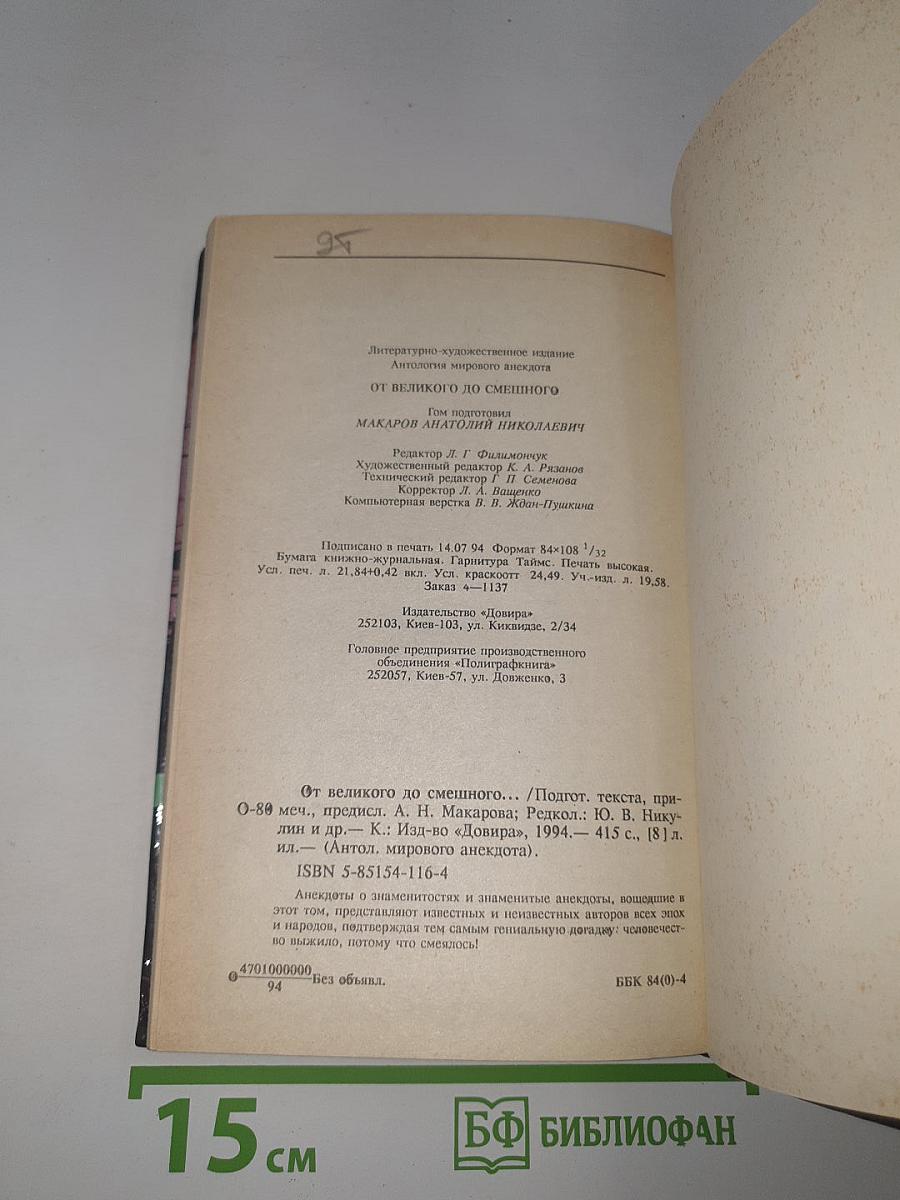 Литературно-художественное издание
Антология мирового анекдота
ОТ ВЕЛИКОГО ДО СМЕШНОГО
Том подготовил
МАКАРОВ АНАТОЛИЙ НИКОЛАЕВИЧ
Редактор Л. Г Филимончук
Художественный редактор К. А. Рязанов
Технический редактор Г П Семенова
Корректор Л. А. Ващенко
Компьютерная верстка В. В. Ждан-Пушкина
Подписано в печать 14.07 94 Формат 84×108 1/32
Бумага книжно-журнальная. Гарнитура Таймс. Печать высокая.
Усл. печ. л. 21,84+0,42 вкл. Усл. краскоотт 24,49. Уч.-изд. л. 19,58.
Заказ 4—1137
Издательство «Довира»
252103, Киев-103, ул. Киквидзе, 2/34
Головное предприятие производственного
объединения «Полиграфкнига»
252057, Киев-57, ул. Довженко, 3
От великого до смешного... /Подгот. текста, при-
О-80 меч., предисл. А. Н. Макарова; Редкол.: Ю. В. Нику-
лин и др.— К.: Изд-во «Довира», 1994.— 415 с., [8] л.
ил.— (Антол. мирового анекдота).
ISBN 5-85154-116-4
Анекдоты о знаменитостях и знаменитые анекдоты, вошедшие в
этот том, представляют известных и неизвестных авторов всех эпох
и народов, подтверждая тем самым гениальную догадку: человечест-
во выжило, потому что смеялось!
О 4701000000/94 Без объявл.
ББК 84(0)-4
15 см
БФ БИБЛИОФАН